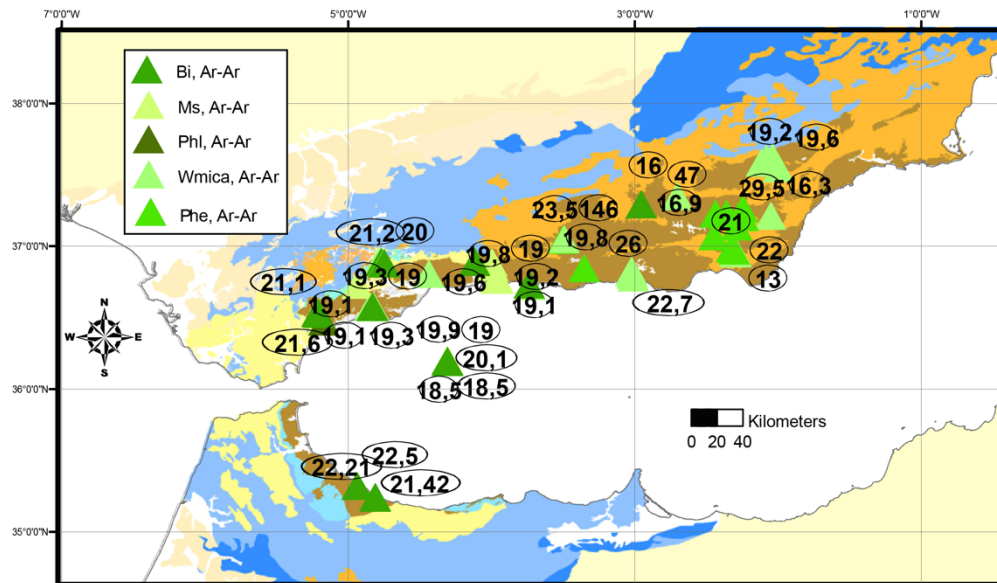 7°0'0"W 5°0'0"W 3°0'0"W 1°0'0"W
Bi, Ar-Ar
Ms, Ar-Ar
Phl, Ar-Ar
Wmica, Ar-Ar
Phe, Ar-Ar
38°0'0"N
37°0'0"N
36°0'0"N
35°0'0"N
19,2 19,6
16 47
29,5 16,3
23,5 146 16,9
21
21,2 20
19,8 19 19,8 26
22
21,1 19,3 19 19,6 19,2
13
19,1 19,1 22,7
21,6 19,1 19,3 19,9 19
20,1
18,5 18,5
22,5
22,21
21,42
N
W E
S
Kilometers
0 20 40